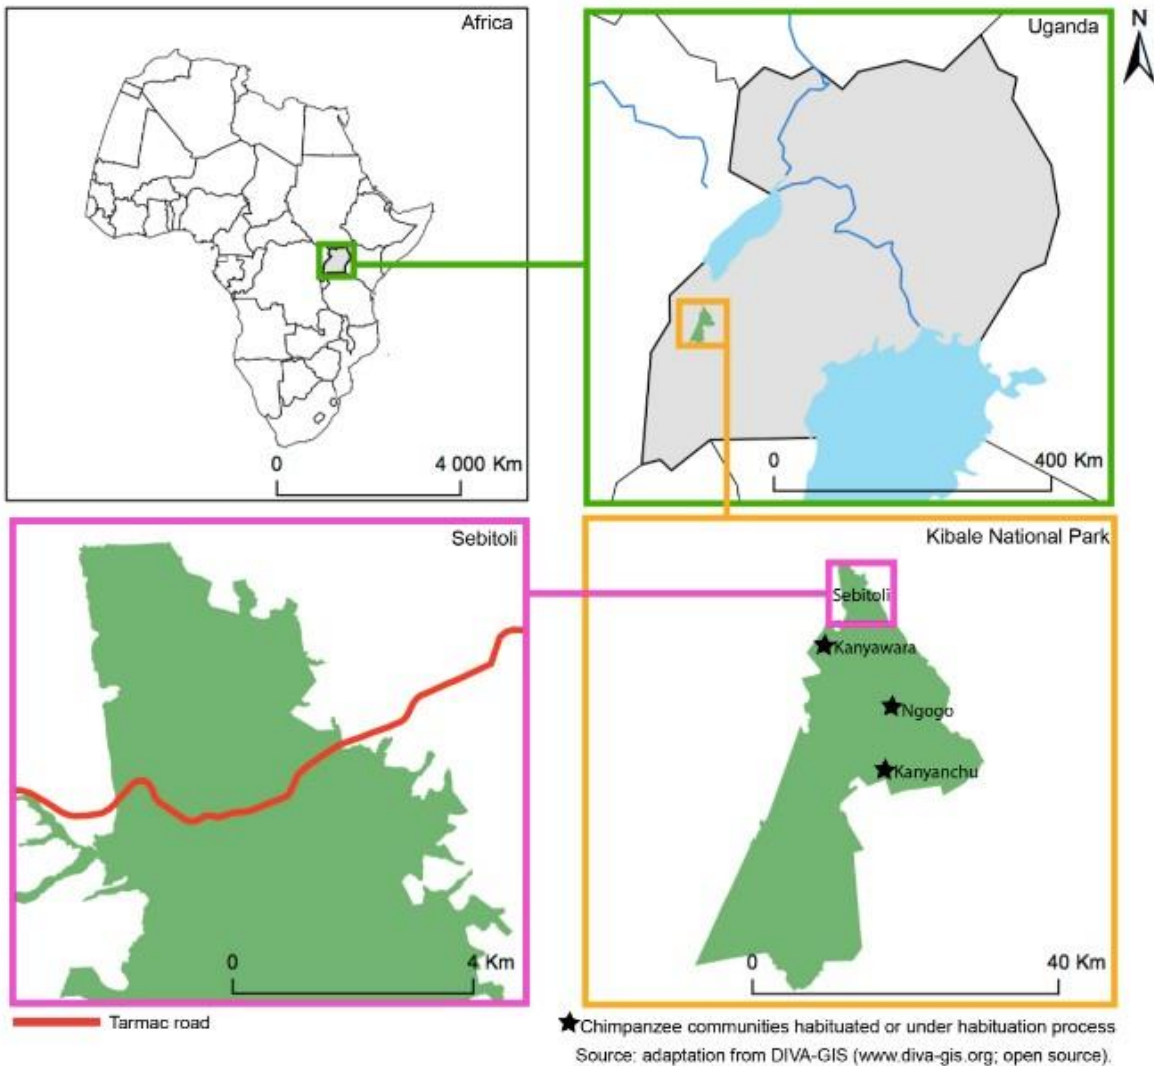 Africa
0
4 000 Km
Uganda
N
0
400 Km
Sebitoli
0
4 Km
Tarmac road
Kibale National Park
Sebitoli
Kanyawara
Ngogo
Kanyanchu
0
40 Km
Chimpanzee communities habituated or under habituation process
Source: adaptation from DIVA-GIS (www.diva-gis.org; open source).